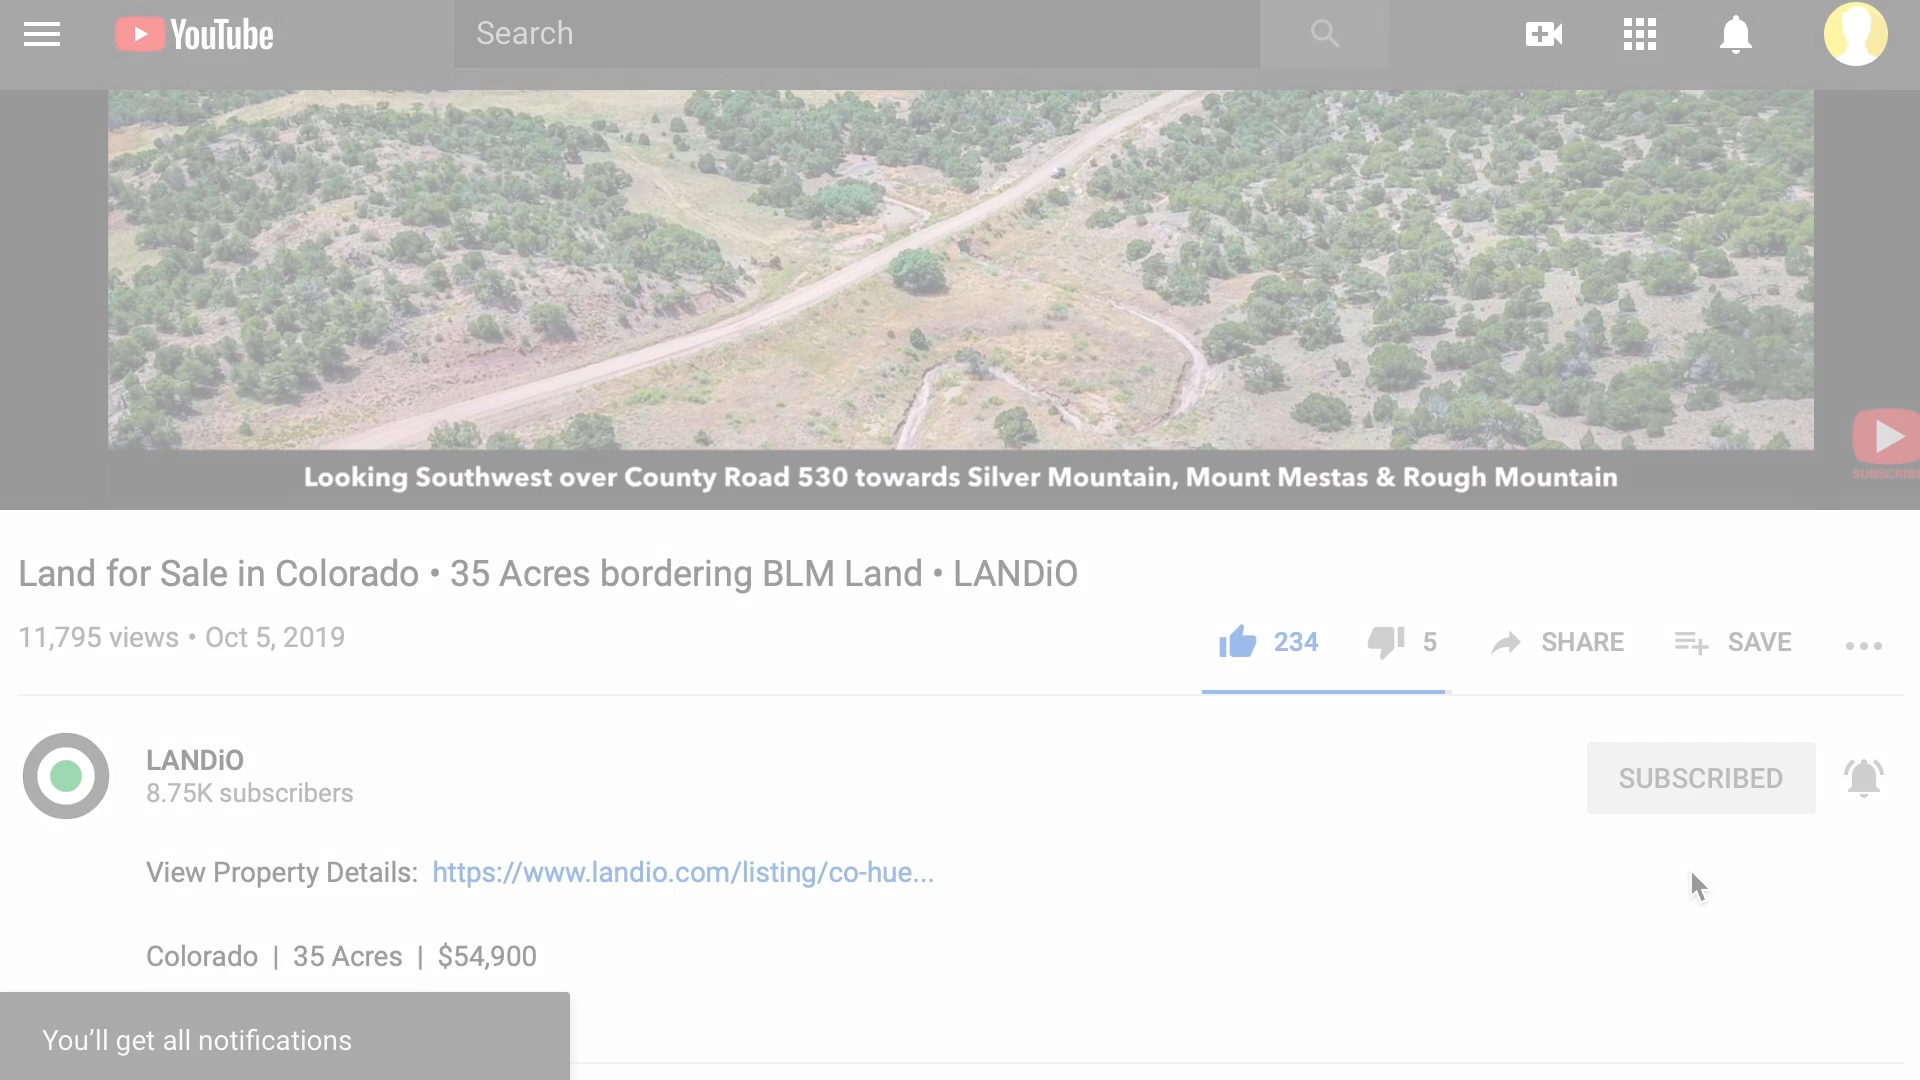 YouTube
Search
Looking Southwest over County Road 530 towards Silver Mountain, Mount Mestas & Rough Mountain
SUBSCRIBE
Land for Sale in Colorado • 35 Acres bordering BLM Land • LANDiO
11,795 views • Oct 5, 2019
234
5
SHARE
SAVE
LANDiO
8.75K subscribers
SUBSCRIBED
View Property Details: https://www.landio.com/listing/co-hue...
Colorado | 35 Acres | $54,900
You’ll get all notifications